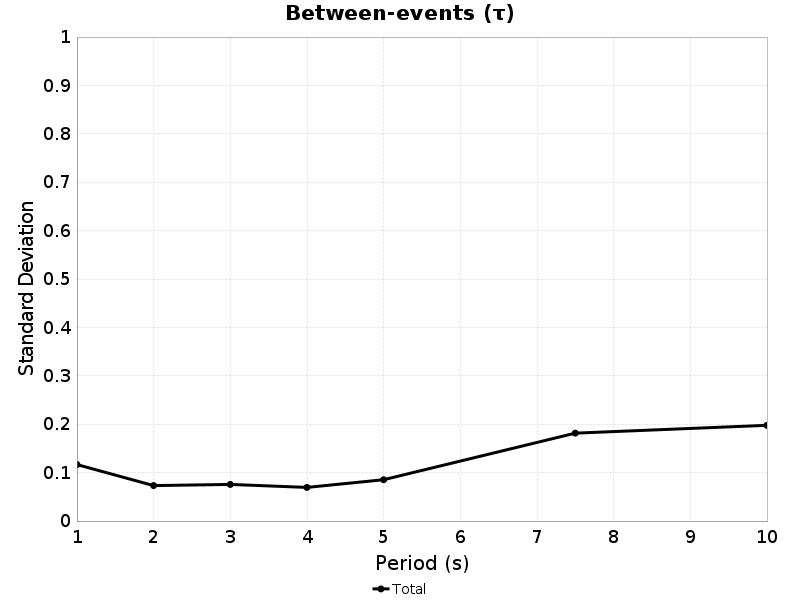 Between-events (τ)
1
0.9
0.8
0.7
0.6
0.5
0.4
0.3
0.2
0.1
0
Standard Deviation
1 2 3 4 5 6 7 8 9 10
Period (s)
Total